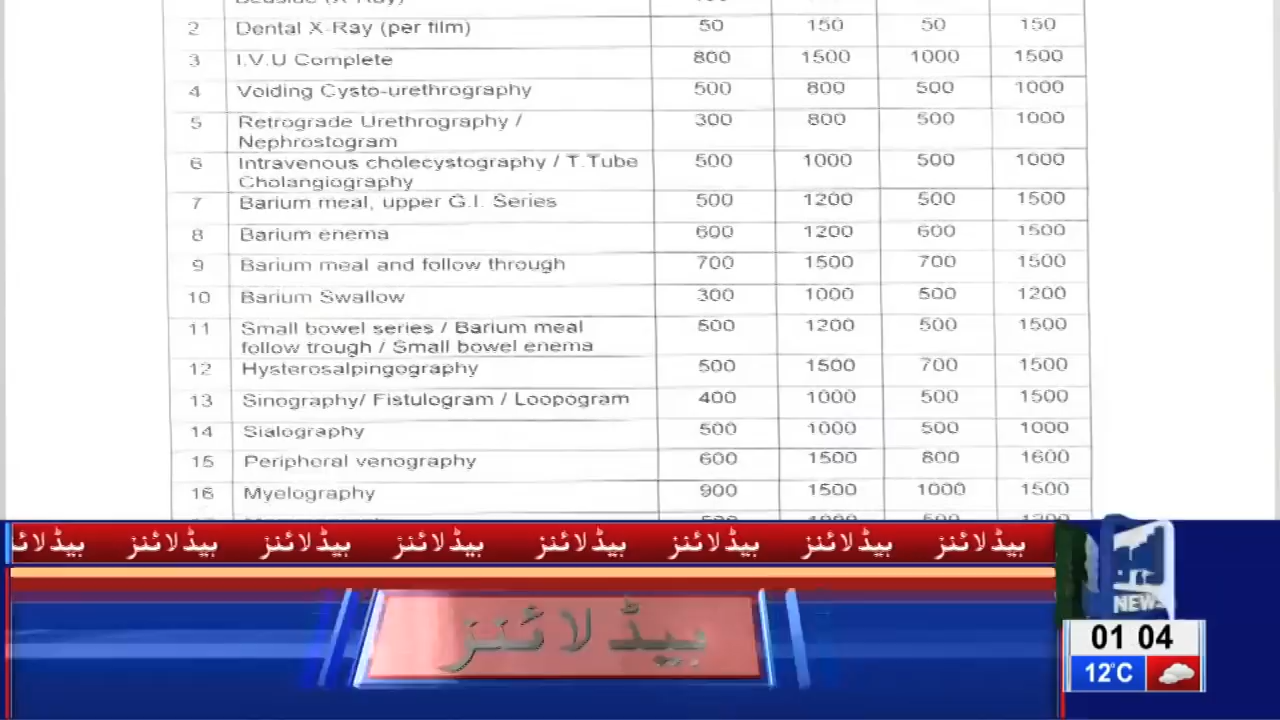 Bedside (X-Ray)
2 Dental X-Ray (per film) 50 150 50 150
3 I.V.U Complete 800 1500 1000 1500
4 Voiding Cysto-urethrography 500 800 500 1000
5 Retrograde Urethrography / 300 800 500 1000
Nephrostogram
6 Intravenous cholecystography / T.Tube 500 1000 500 1000
Cholangiography
7 Barium meal, upper G.I. Series 500 1200 500 1500
8 Barium enema 600 1200 600 1500
9 Barium meal and follow through 700 1500 700 1500
10 Barium Swallow 300 1000 500 1200
11 Small bowel series / Barium meal 1200 500 1500
follow trough / Small bowel enema
12 Hysterosalpingography 500 1500 700 1500
13 Sinography/ Fistulogram / Loopogram 400 1000 500 1500
14 Sialography 500 1000 500 1000
15 Peripheral venography 600 1500 800 1600
16 Myelography 900 1500 1000 1500
ہیڈلائنز ہیڈلائنز ہیڈلائنز ہیڈلائنز ہیڈلائنز ہیڈلائنز ہیڈلائنز ہیڈلائنز
ہیڈلائنز
NEWS
01 04
12°C